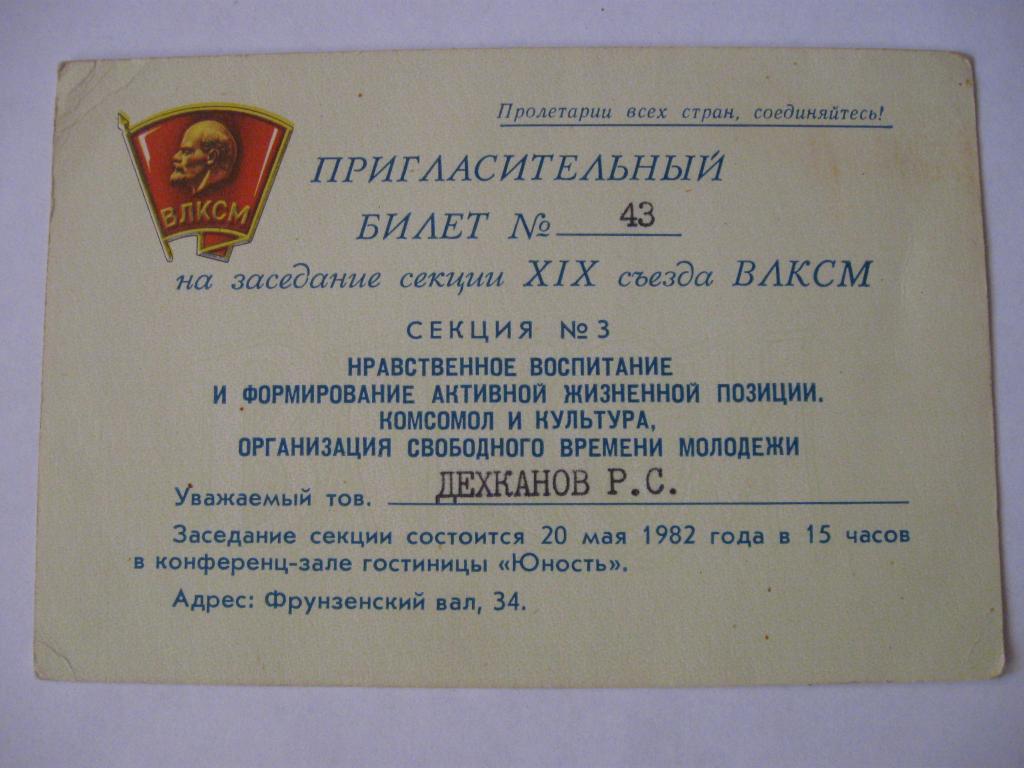 Пролетарии всех стран, соединяйтесь!
ВЛКСМ
ПРИГЛАСИТЕЛЬНЫЙ
БИЛЕТ № 43
на заседание секции XIX съезда ВЛКСМ
СЕКЦИЯ № 3
НРАВСТВЕННОЕ ВОСПИТАНИЕ
И ФОРМИРОВАНИЕ АКТИВНОЙ ЖИЗНЕННОЙ ПОЗИЦИИ.
КОМСОМОЛ И КУЛЬТУРА,
ОРГАНИЗАЦИЯ СВОБОДНОГО ВРЕМЕНИ МОЛОДЕЖИ
Уважаемый тов. ДЕХКАНОВ Р.С.
Заседание секции состоится 20 мая 1982 года в 15 часов
в конференц-зале гостиницы «Юность».
Адрес: Фрунзенский вал, 34.